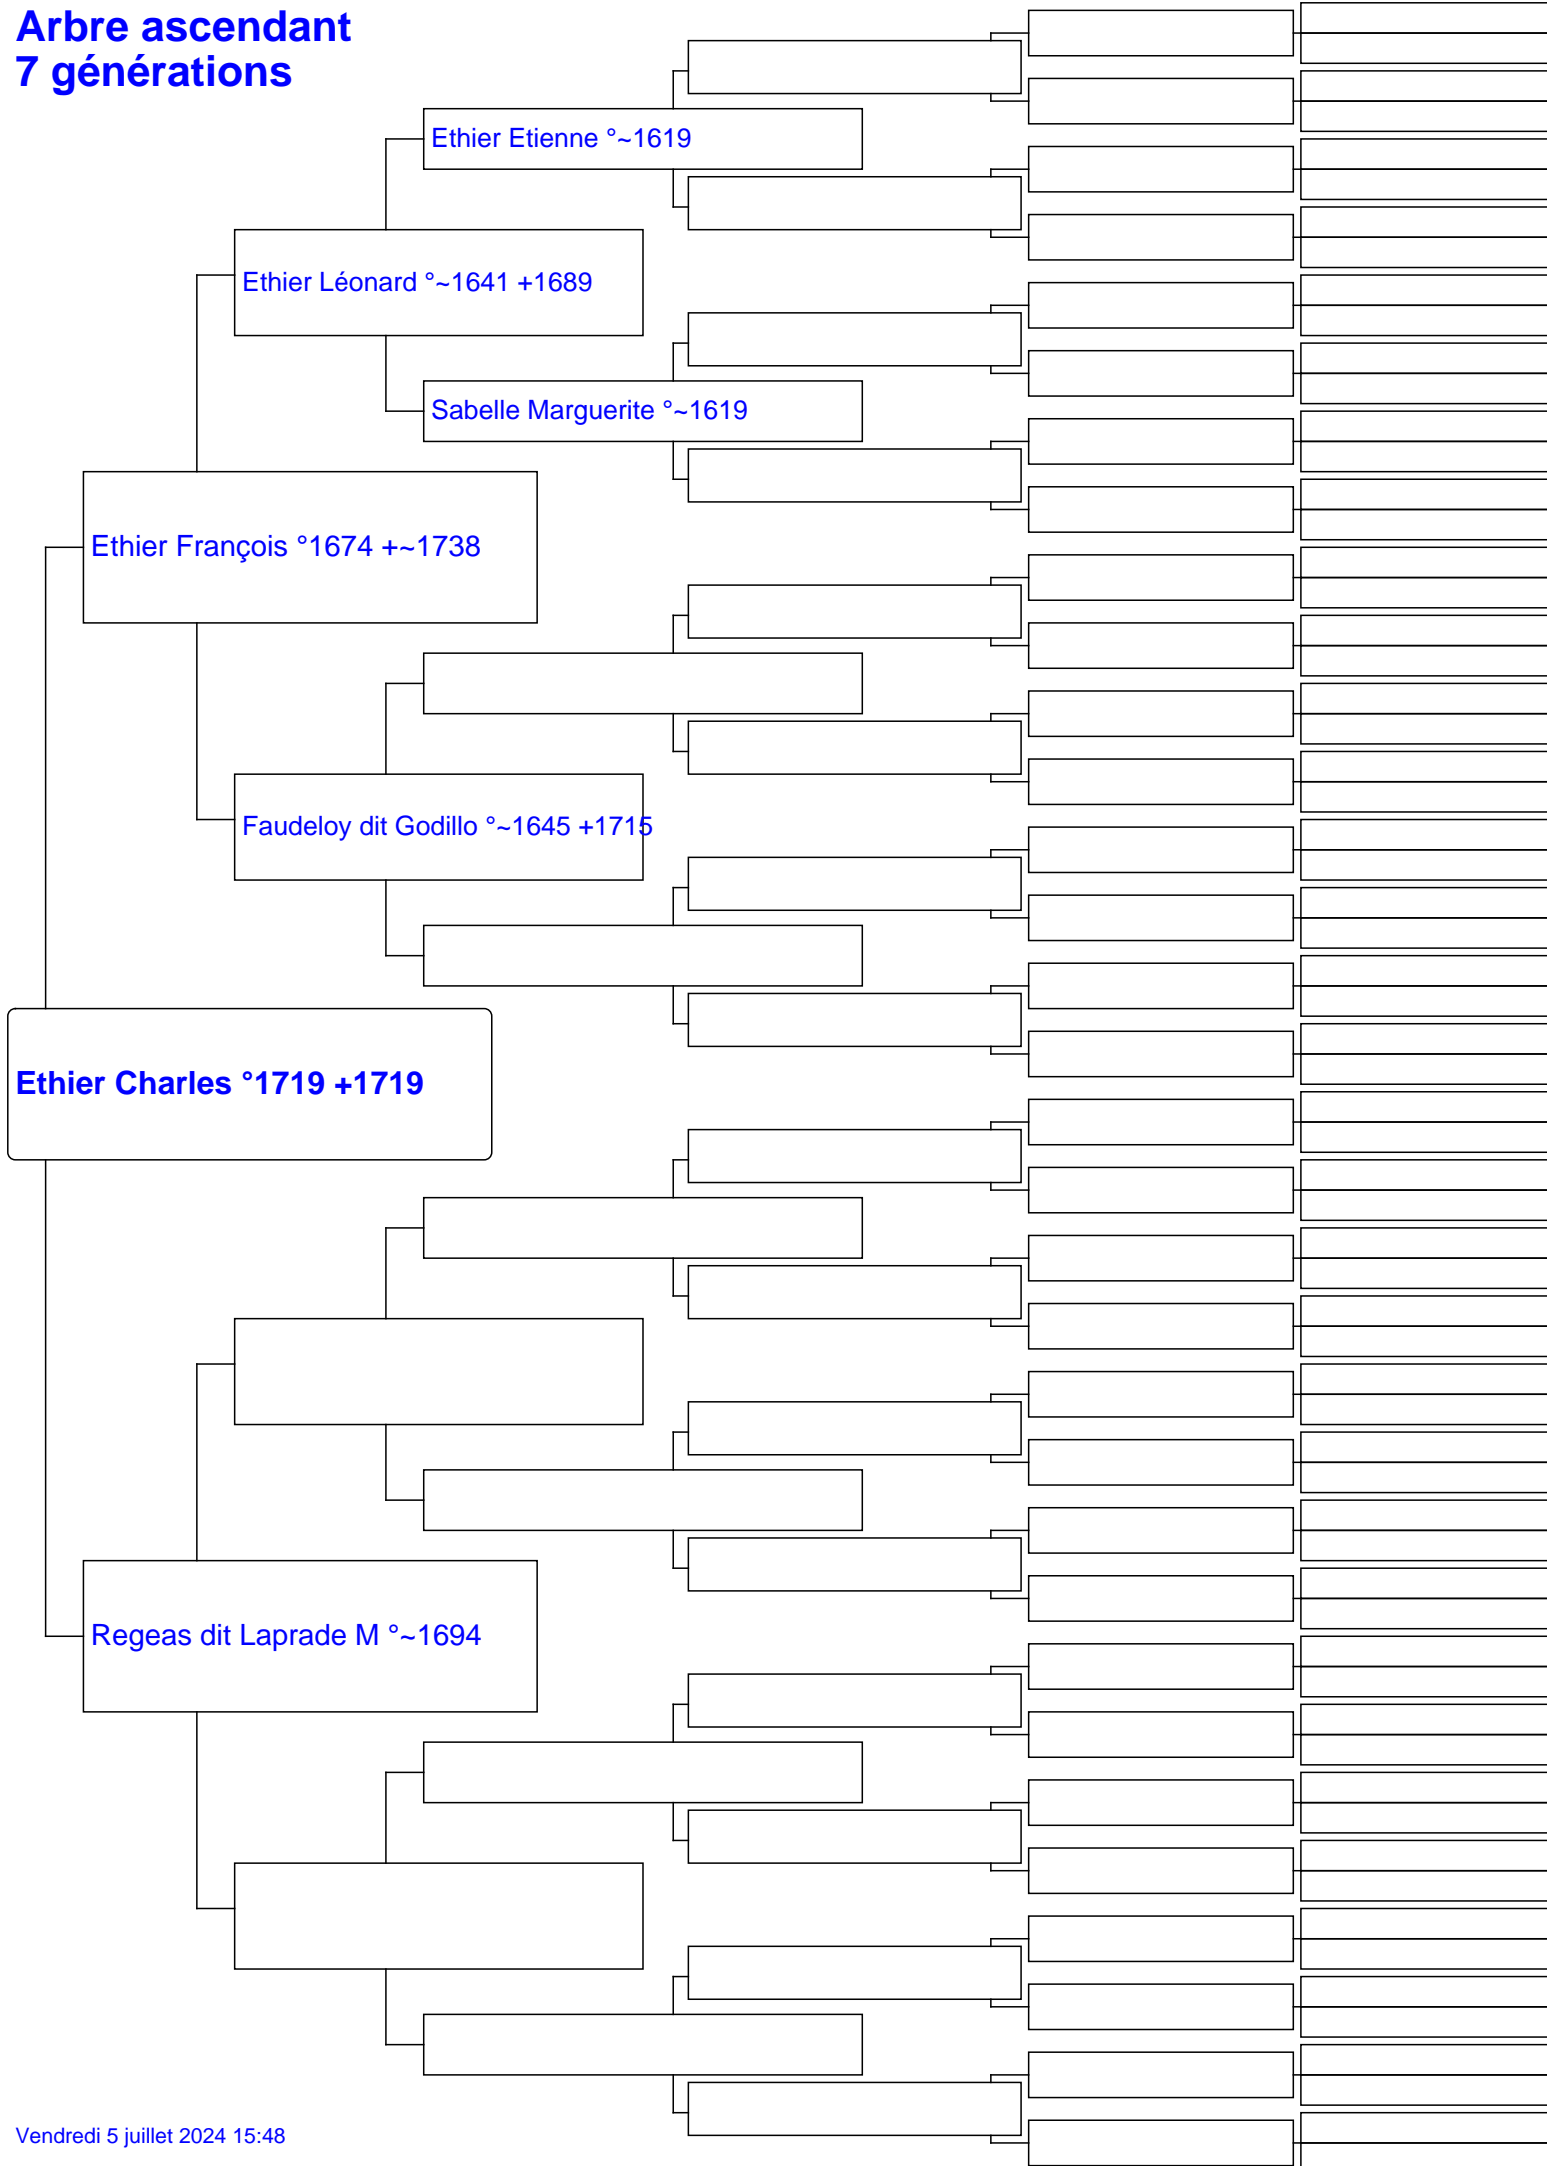 Arbre ascendant
7 générations
Ethier Etienne °~1619
Ethier Léonard °~1641 +1689
Sabelle Marguerite °~1619
Ethier François °1674 +~1738
Faudeloy dit Godillo °~1645 +1715
Ethier Charles °1719 +1719
Regeas dit Laprade M °~1694
Vendredi 5 juillet 2024 15:48